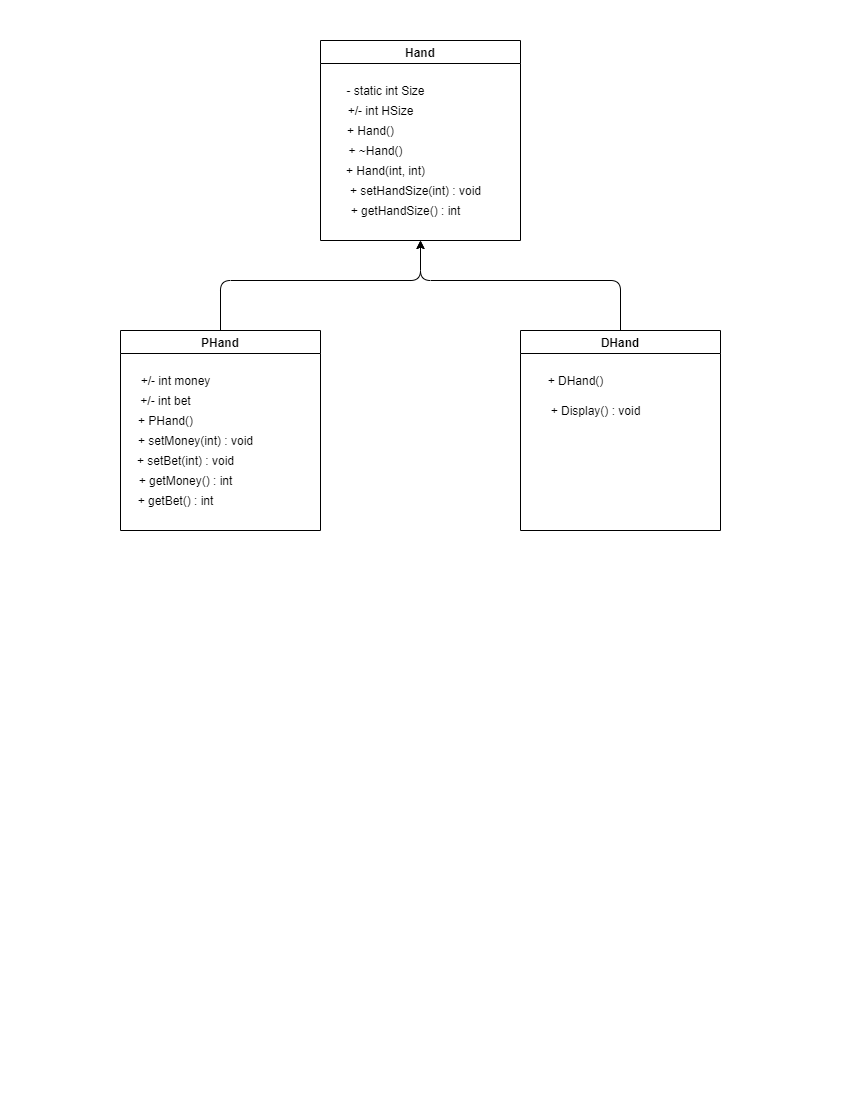 Hand
- static int Size
+/- int HSize
+ Hand()
+ ~Hand()
+ Hand(int, int)
+ setHandSize(int) : void
+ getHandSize() : int
PHand
+/- int money
+/- int bet
+ PHand()
+ setMoney(int) : void
+ setBet(int) : void
+ getMoney() : int
+ getBet() : int
DHand
+ DHand()
+ Display() : void